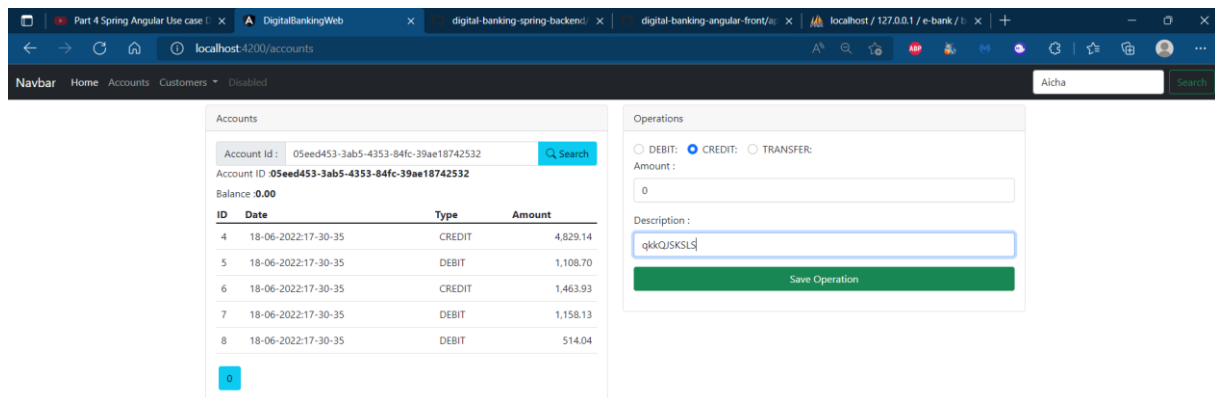 Part 4 Spring Angular Use case D
DigitalBankingWeb
digital-banking-spring-backend/
digital-banking-angular-front/ap
localhost / 127.0.0.1 / e-bank / b
localhost:4200/accounts
ABP
Navbar Home Accounts Customers Disabled Aicha Search
Accounts
Account Id : 05eed453-3ab5-4353-84fc-39ae18742532 Search
Account ID :05eed453-3ab5-4353-84fc-39ae18742532
Balance :0.00
ID Date Type Amount
4 18-06-2022:17-30-35 CREDIT 4,829.14
5 18-06-2022:17-30-35 DEBIT 1,108.70
6 18-06-2022:17-30-35 CREDIT 1,463.93
7 18-06-2022:17-30-35 DEBIT 1,158.13
8 18-06-2022:17-30-35 DEBIT 514.04
0
Operations
DEBIT: CREDIT: TRANSFER:
Amount :
0
Description :
qkkQJSKSLS
Save Operation